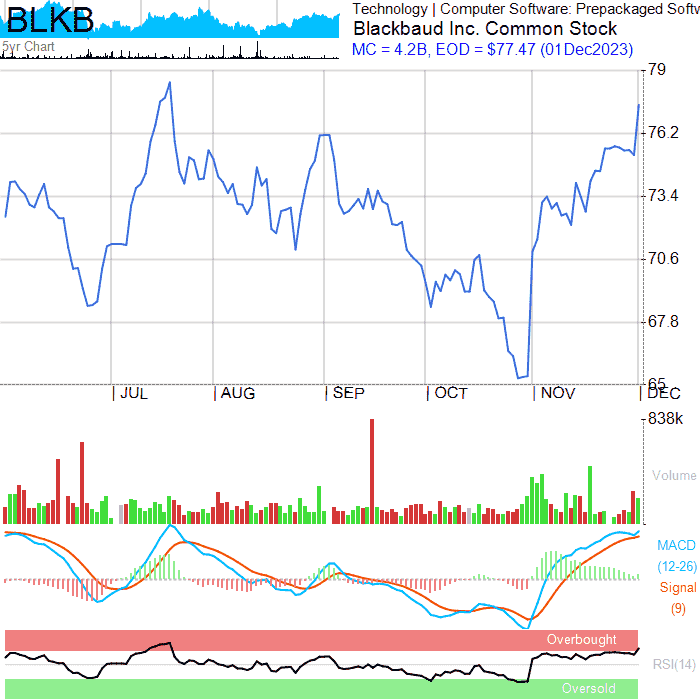 BLKB
Technology | Computer Software: Prepackaged Softw
Blackbaud Inc. Common Stock
5yr Chart
MC = 4.2B, EOD = $77.47 (01Dec2023)
79
76.2
73.4
70.6
67.8
65
JUL AUG SEP OCT NOV DEC
838k
Volume
MACD
(12-26)
Signal
(9)
Overbought
RSI(14)
Oversold